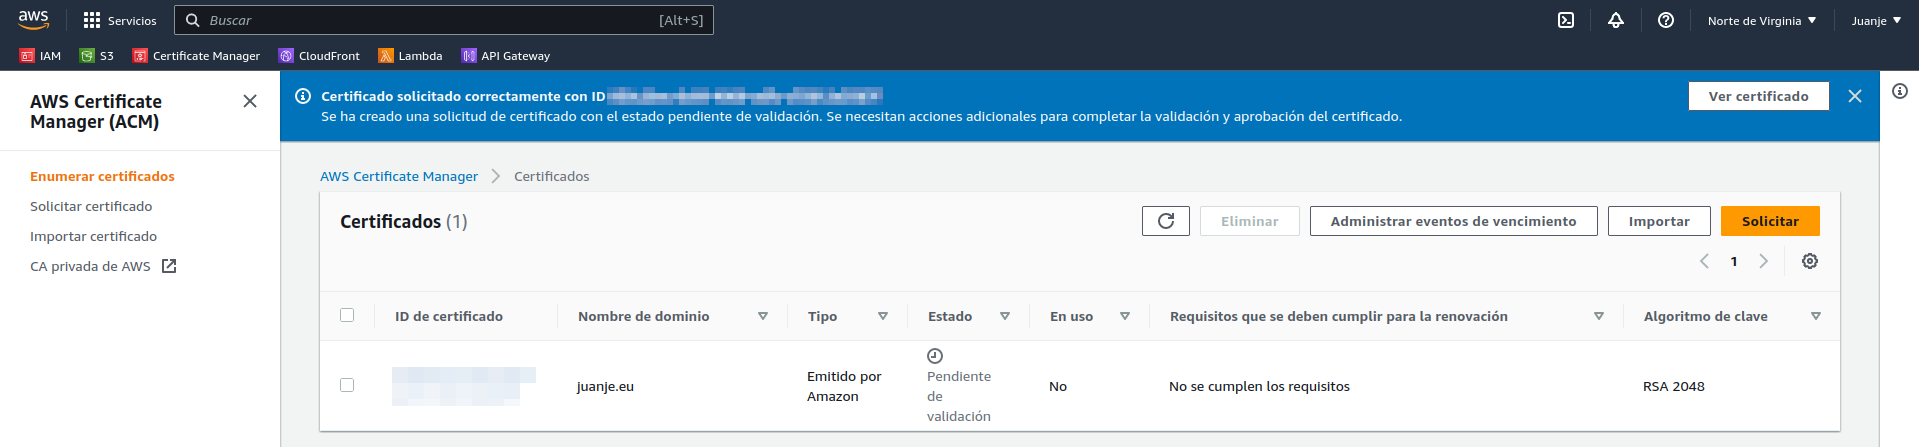 aws
Servicios
Buscar
[Alt+S]
Norte de Virginia
Juanje
IAM
S3
Certificate Manager
CloudFront
Lambda
API Gateway
AWS Certificate
Manager (ACM)
Enumerar certificados
Solicitar certificado
Importar certificado
CA privada de AWS
Certificado solicitado correctamente con ID
Se ha creado una solicitud de certificado con el estado pendiente de validación. Se necesitan acciones adicionales para completar la validación y aprobación del certificado.
Ver certificado
AWS Certificate Manager
Certificados
Certificados (1)
Eliminar
Administrar eventos de vencimiento
Importar
Solicitar
1
ID de certificado
Nombre de dominio
Tipo
Estado
En uso
Requisitos que se deben cumplir para la renovación
Algoritmo de clave
juanje.eu
Emitido por
Amazon
Pendiente
de
validación
No
No se cumplen los requisitos
RSA 2048